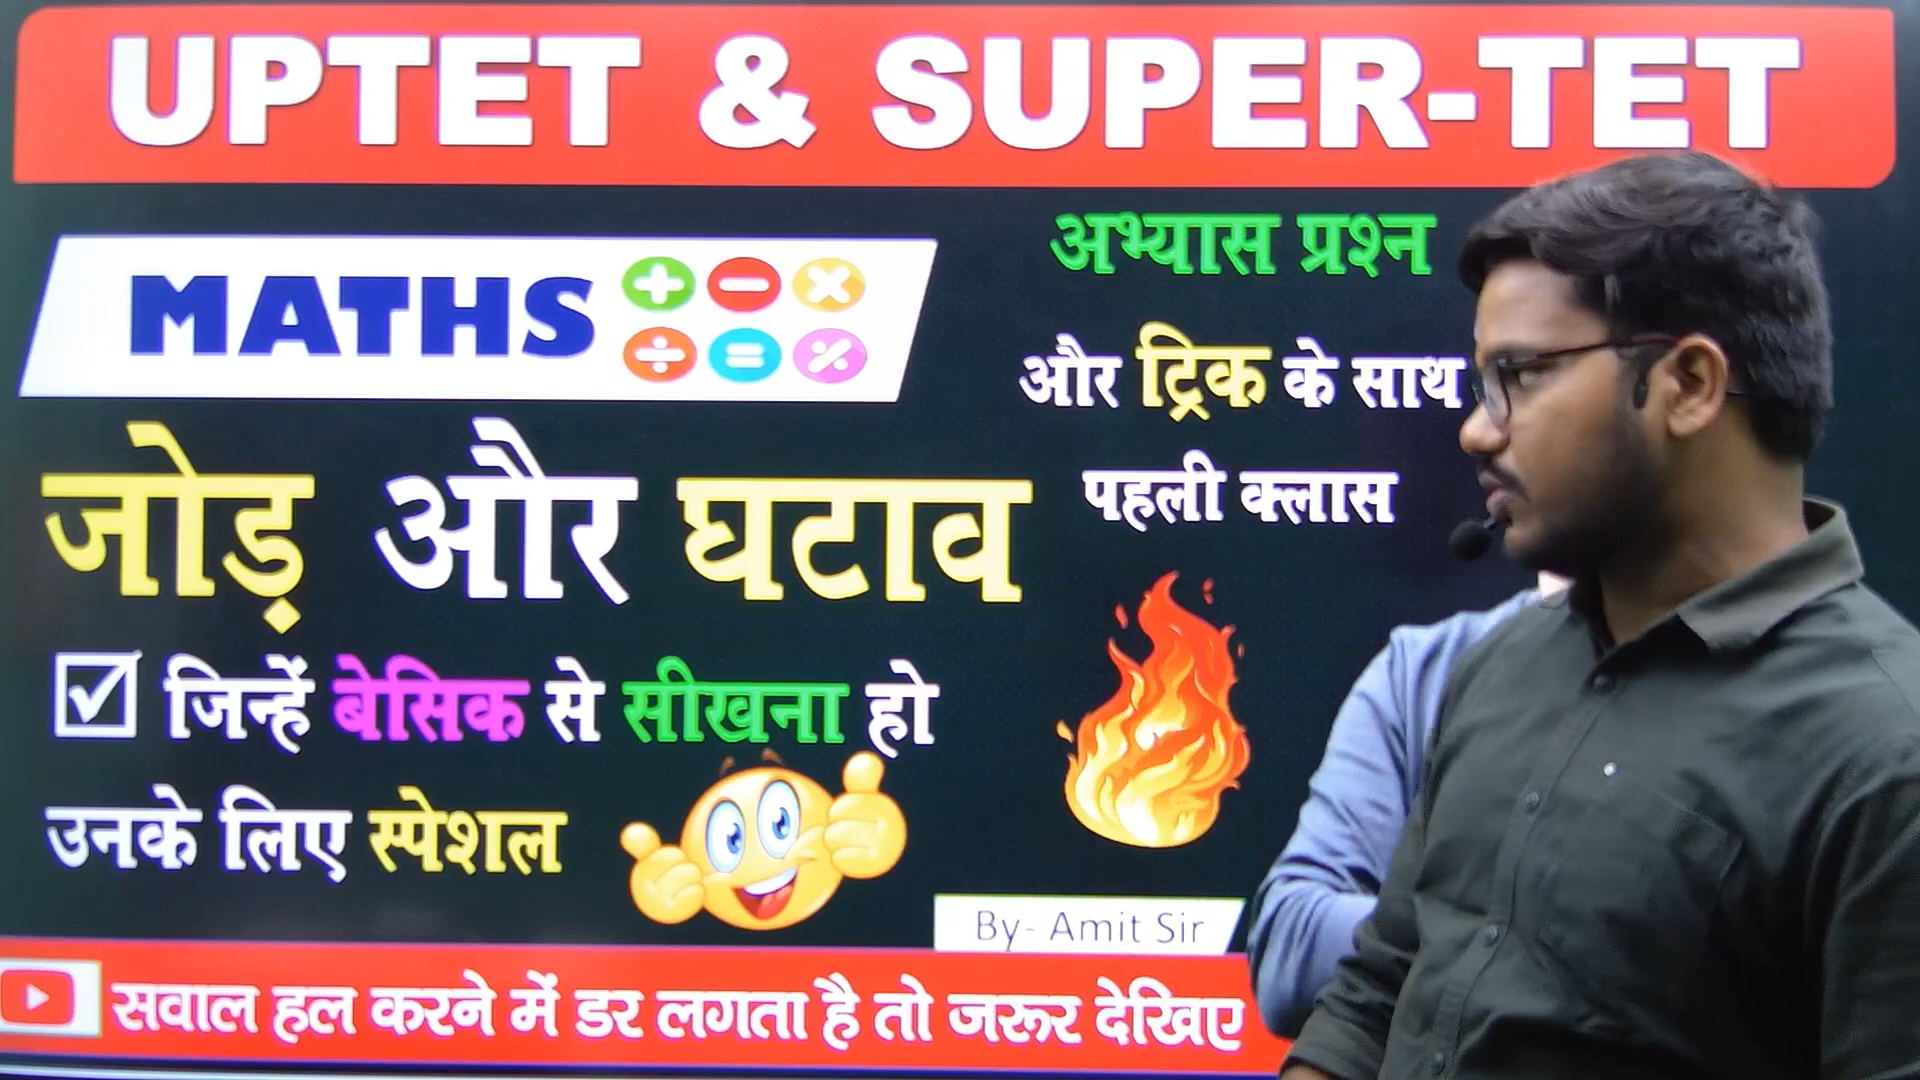 UPTET & SUPER-TET
MATHS
अभ्यास प्रश्न
और ट्रिक के साथ
पहली क्लास
जोड़ और घटाव
जिन्हें बेसिक से सीखना हो
उनके लिए स्पेशल
By- Amit Sir
सवाल हल करने में डर लगता है तो जरूर देखिए